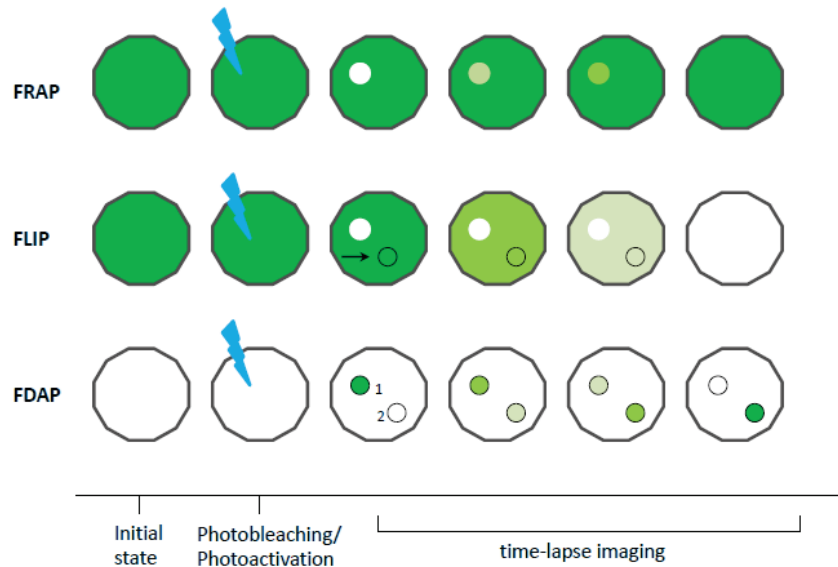 FRAP
FLIP
FDAP
1
2
Initial
state
Photobleaching/
Photoactivation
time-lapse imaging